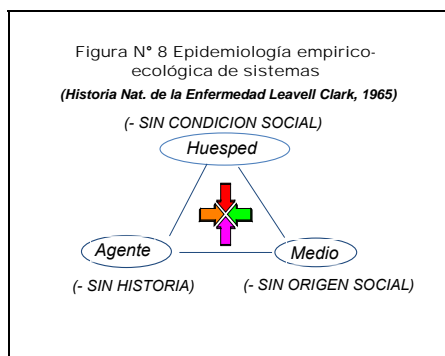 Figura N° 8 Epidemiología empirico-
ecológica de sistemas
(Historia Nat. de la Enfermedad Leavell Clark, 1965)
(- SIN CONDICION SOCIAL)
Huesped
Agente
Medio
(- SIN HISTORIA)
(- SIN ORIGEN SOCIAL)